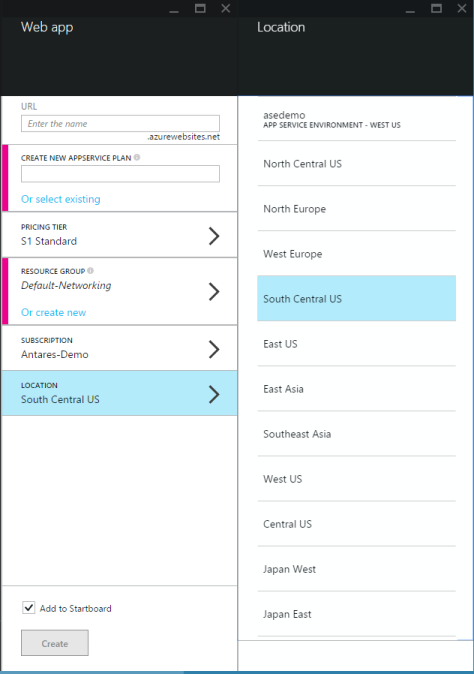 Web app
URL
Enter the name
.azurewebsites.net
CREATE NEW APPSERVICE PLAN
Or select existing
PRICING TIER
S1 Standard
RESOURCE GROUP
Default-Networking
Or create new
SUBSCRIPTION
Antares-Demo
LOCATION
South Central US
Add to Startboard
Create
Location
asedemo
APP SERVICE ENVIRONMENT - WEST US
North Central US
North Europe
West Europe
South Central US
East US
East Asia
Southeast Asia
West US
Central US
Japan West
Japan East